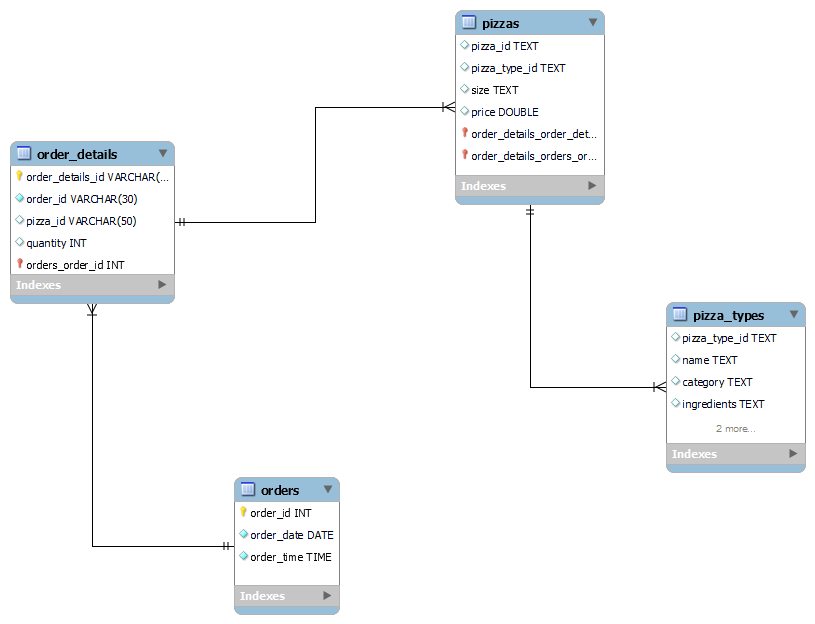 pizzas
pizza_id TEXT
pizza_type_id TEXT
size TEXT
price DOUBLE
order_details_order_det...
order_details_orders_or...
Indexes
order_details
order_details_id VARCHAR(...
order_id VARCHAR(30)
pizza_id VARCHAR(50)
quantity INT
orders_order_id INT
Indexes
pizza_types
pizza_type_id TEXT
name TEXT
category TEXT
ingredients TEXT
2 more...
Indexes
orders
order_id INT
order_date DATE
order_time TIME
Indexes